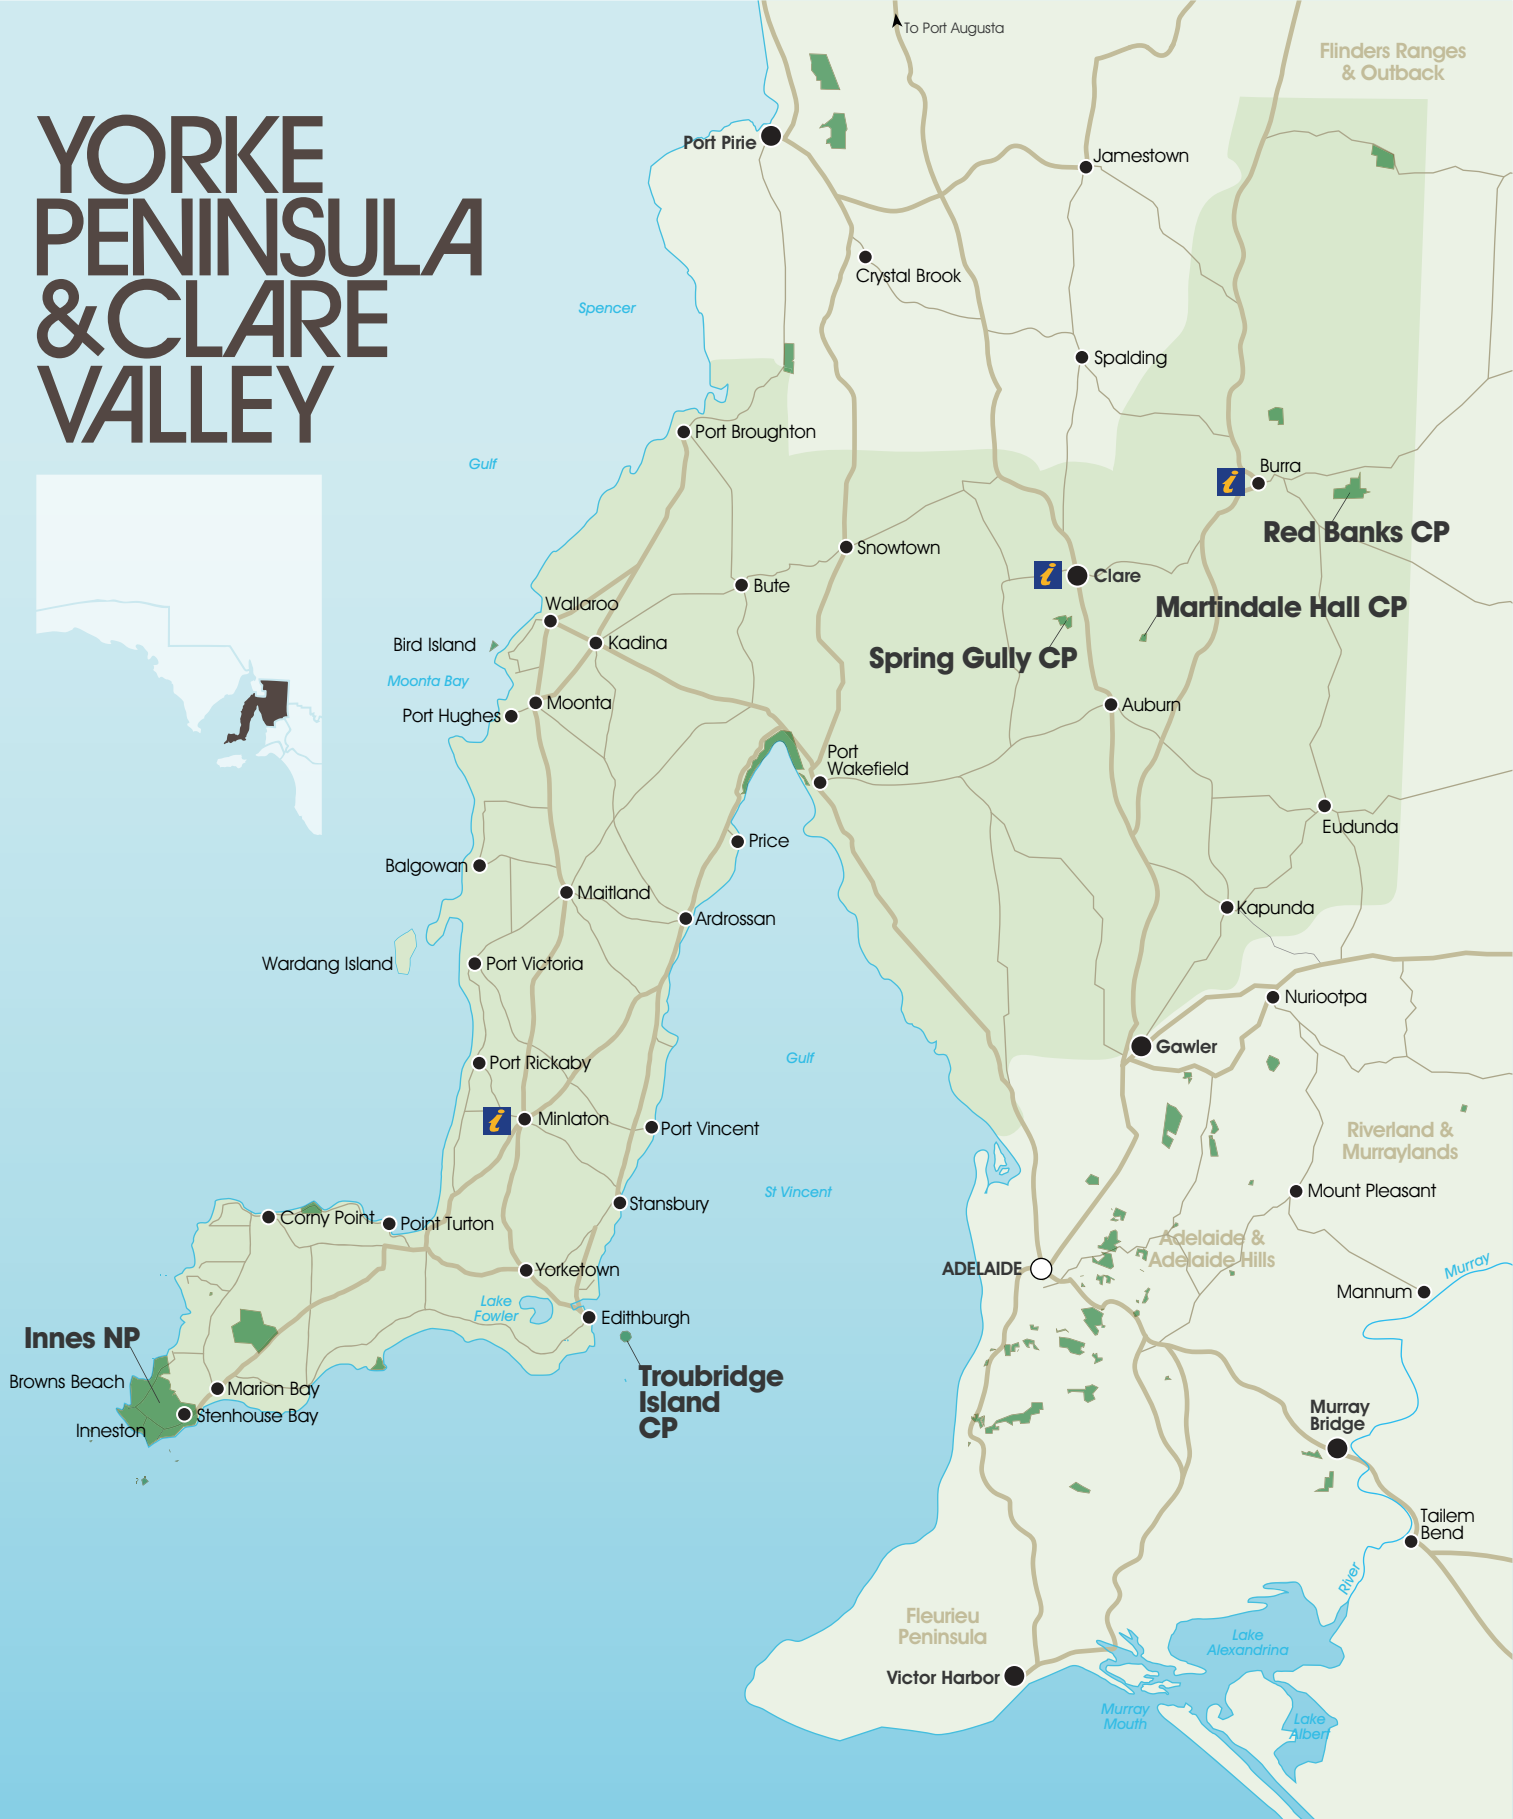 To Port Augusta
Flinders Ranges
& Outback
YORKE
PENINSULA
& CLARE
VALLEY
Port Pirie
Jamestown
Crystal Brook
Spencer
Spalding
Port Broughton
Gulf
Burra
Red Banks CP
Snowtown
Clare
Bute
Wallaroo
Martindale Hall CP
Bird Island
Kadina
Spring Gully CP
Moonta Bay
Moonta
Port Hughes
Auburn
Port
Wakefield
Eudunda
Price
Balgowan
Maitland
Kapunda
Ardrossan
Wardang Island
Port Victoria
Nuriootpa
Gawler
Gulf
Port Rickaby
Minlaton
Port Vincent
Riverland &
Murraylands
St Vincent
Mount Pleasant
Stansbury
Corny Point
Point Turton
Adelaide &
Adelaide Hills
ADELAIDE
Yorketown
Murray
Mannum
Lake
Fowler
Edithburgh
Innes NP
Troubridge
Island
CP
Browns Beach
Marion Bay
Stenhouse Bay
Inneston
Murray
Bridge
Tailem
Bend
River
Fleurieu
Peninsula
Lake
Alexandrina
Victor Harbor
Murray
Mouth
Lake
Albert
i
i
i